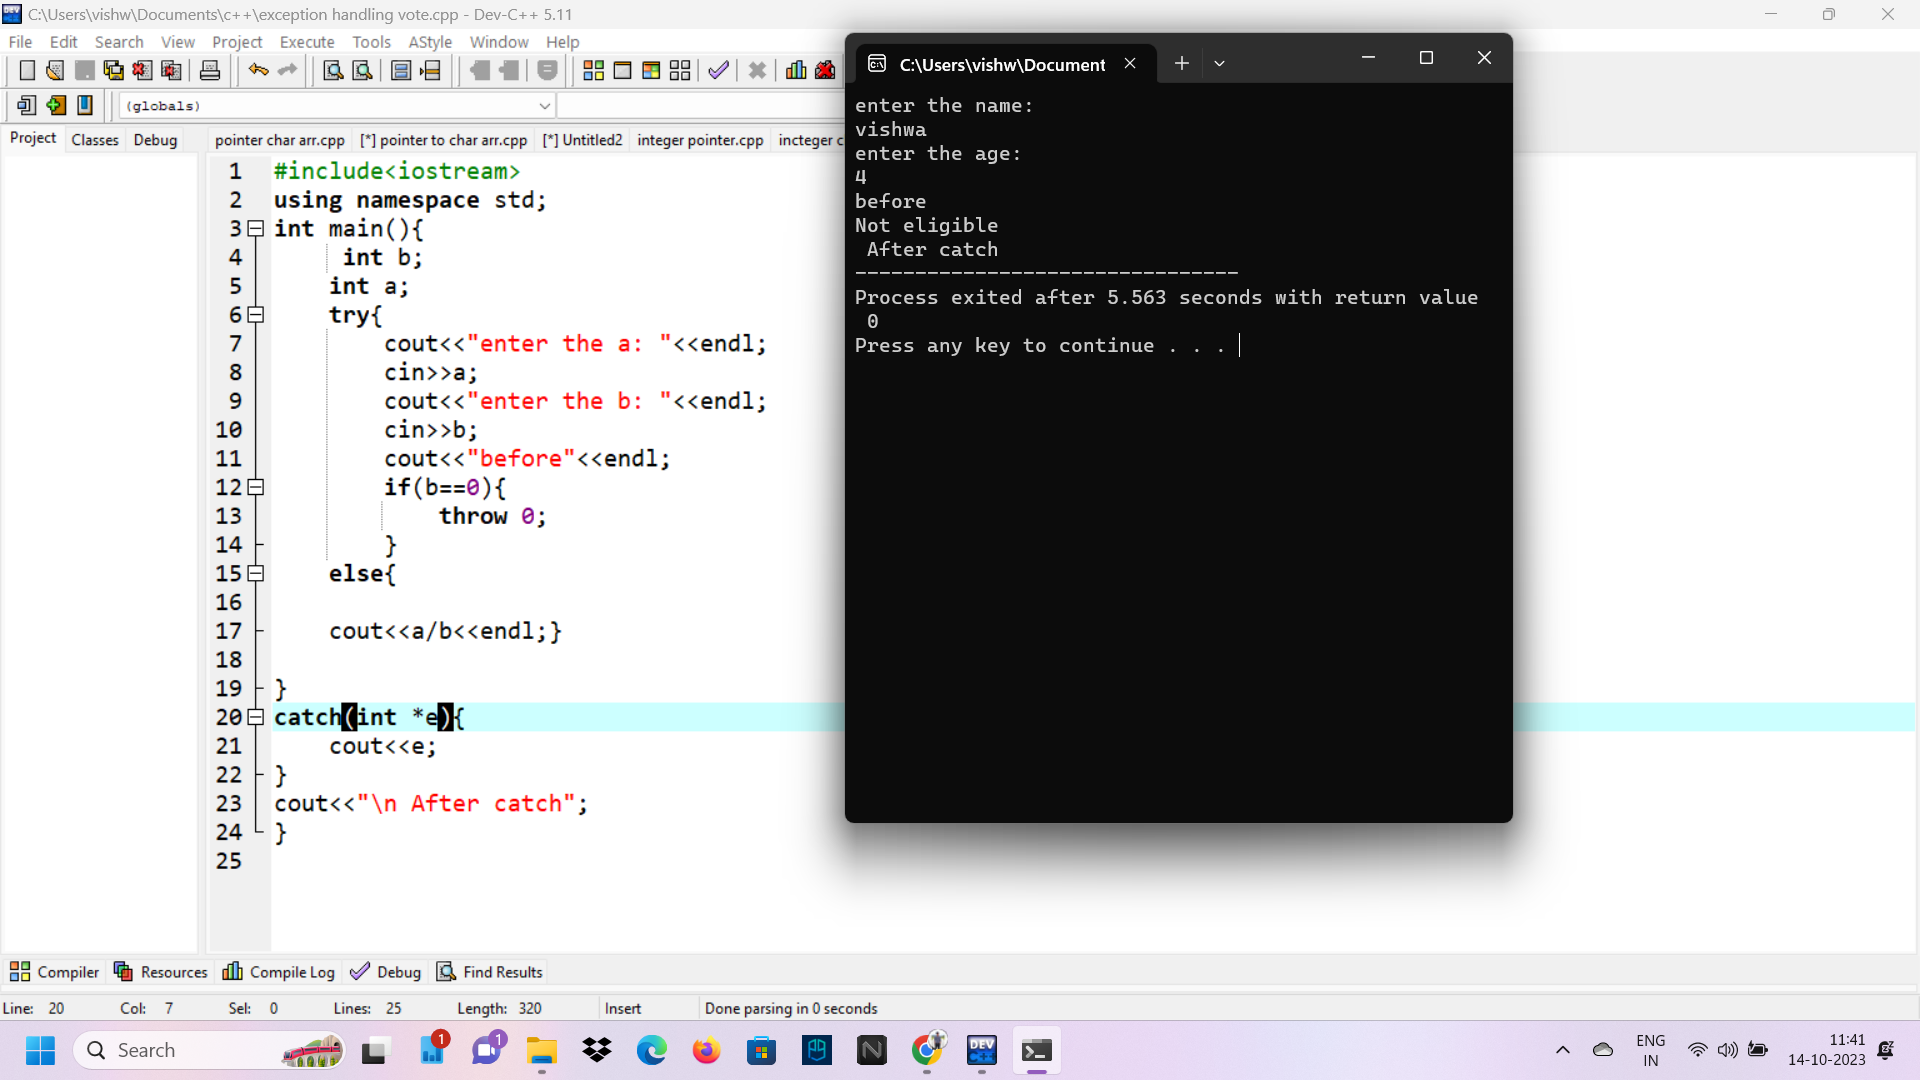 C:\Users\vishw\Documents\c++\exception handling vote.cpp - Dev-C++ 5.11
File Edit Search View Project Execute Tools AStyle Window Help
(globals)
Project Classes Debug
pointer char arr.cpp [*] pointer to char arr.cpp [*] Untitled2 integer pointer.cpp incteger c
1 #include<iostream>
2 using namespace std;
3 int main(){
4 int b;
5 int a;
6 try{
7 cout<<"enter the a: "<<endl;
8 cin>>a;
9 cout<<"enter the b: "<<endl;
10 cin>>b;
11 cout<<"before"<<endl;
12 if(b==0){
13 throw 0;
14 }
15 else{
16
17 cout<<a/b<<endl;}
18
19 }
20 catch(int *e){
21 cout<<e;
22 }
23 cout<<"\n After catch";
24 }
25
C:\Users\vishw\Document
enter the name:
vishwa
enter the age:
4
before
Not eligible
After catch
--------------------------------
Process exited after 5.563 seconds with return value
0
Press any key to continue . . .
Compiler Resources Compile Log Debug Find Results
Line: 20 Col: 7 Sel: 0 Lines: 25 Length: 320 Insert Done parsing in 0 seconds
Search
1
1
DEV
C++
ENG
IN
11:41
14-10-2023